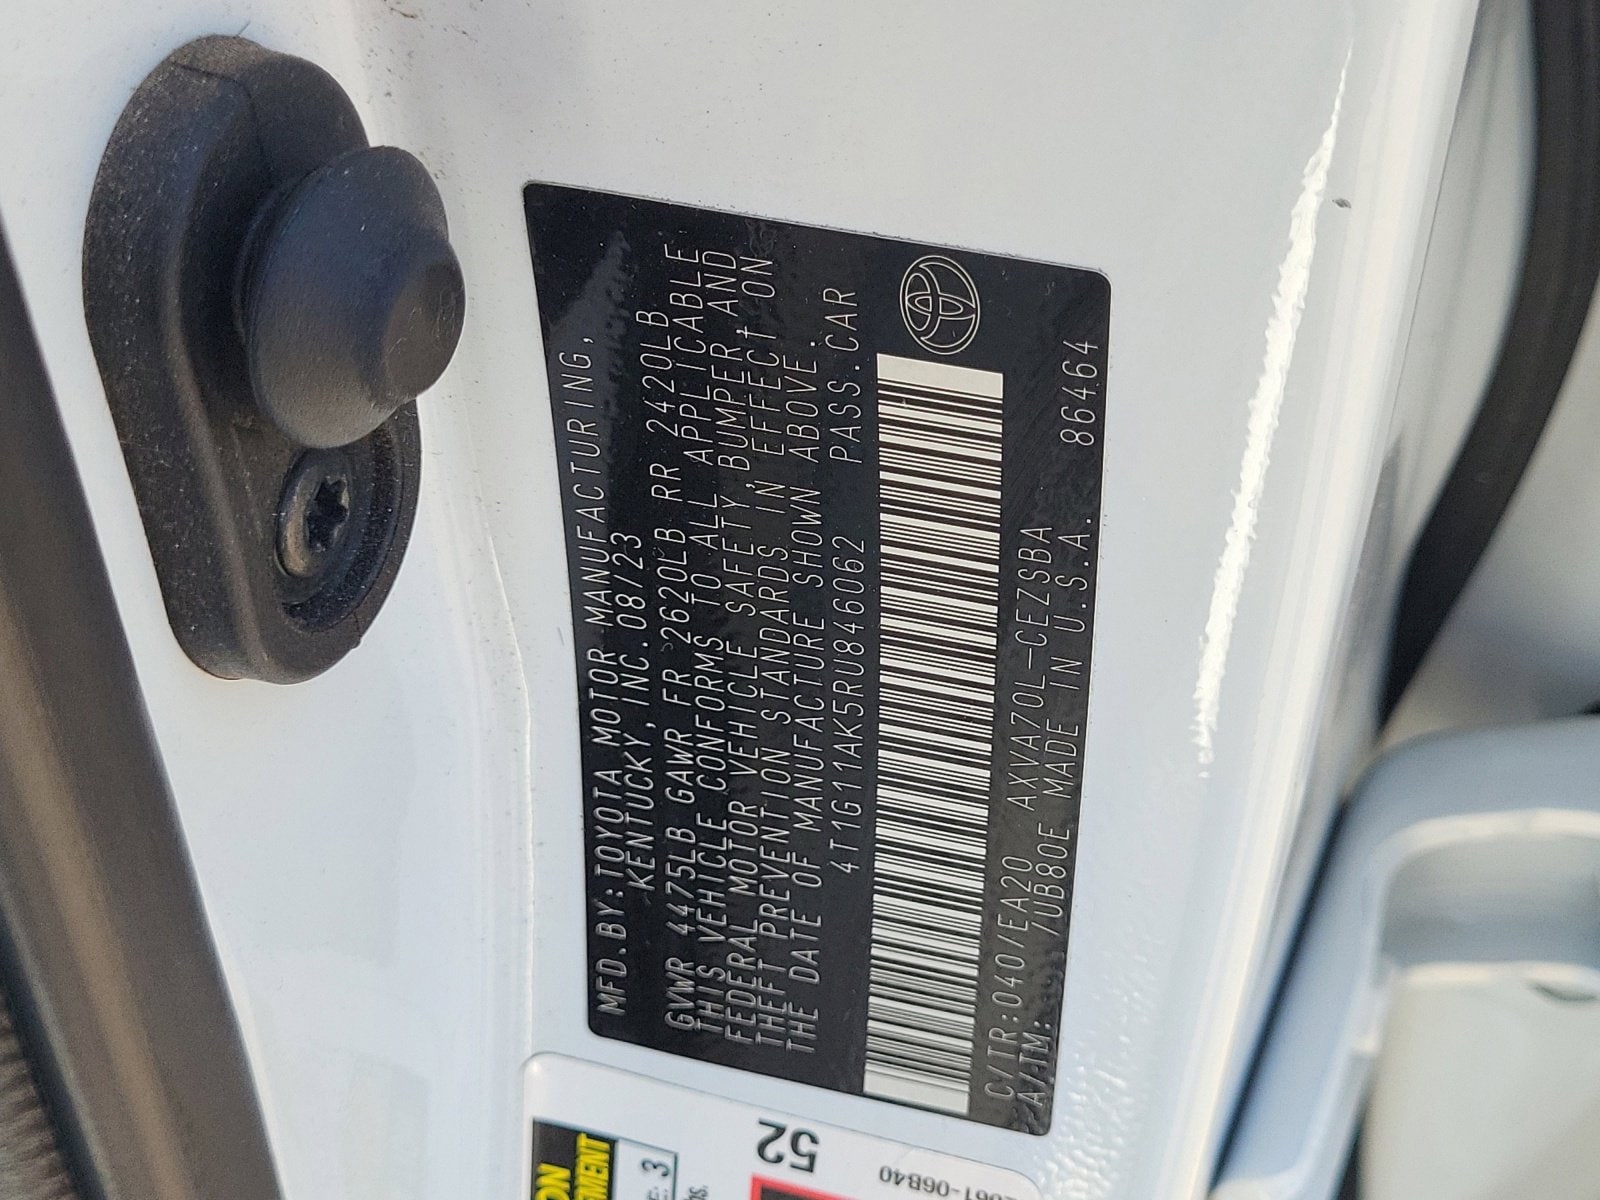 MFD.BY:TOYOTA MOTOR MANUFACTURING,
KENTUCKY, INC.08/23
GVWR 4475LB GAWR FR 2620LB RR 2420LB
THIS VEHICLE CONFORMS TO ALL APPLICABLE
FEDERAL MOTOR VEHICLE SAFETY,BUMPER,AND
THEFT PREVENTION STANDARDS IN EFFECT ON
THE DATE OF MANUFACTURE SHOWN ABOVE.
4T1G11AK5RU846062 PASS.CAR
C/TR:040/EA20 AXVA70L-CEZSBA
A/TM: /UB80E MADE IN U.S.A. 86464
52
06B40
3